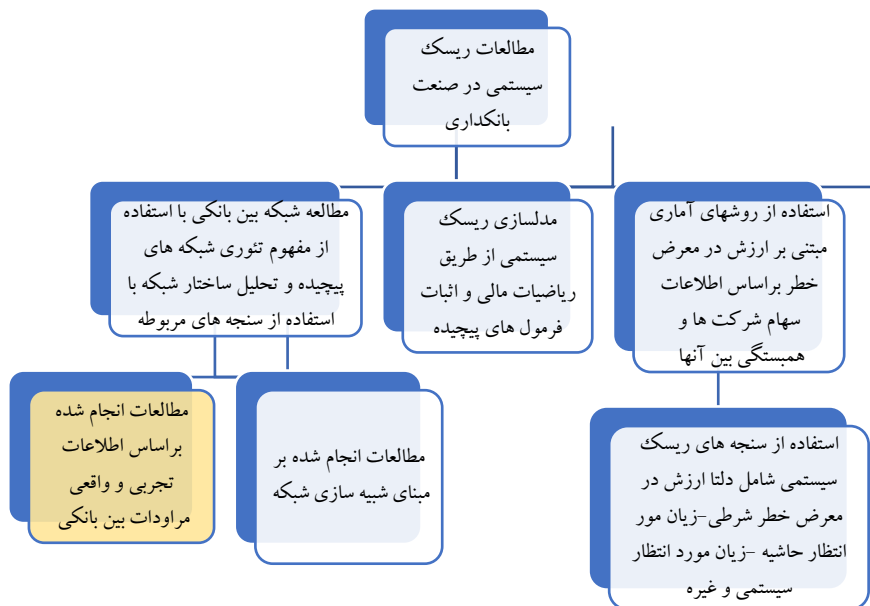 مطالعات ریسک
سیستمی در صنعت
بانکداری
استفاده از روشهای آماری
مبتنی بر ارزش در معرض
خطر براساس اطلاعات
سهام شرکت ها و
همبستگی بین آنها
مدلسازی ریسک
سیستمی از طریق
ریاضیات مالی و اثبات
فرمول های پیچیده
مطالعه شبکه بین بانکی با استفاده
از مفهوم تئوری شبکه های
پیچیده و تحلیل ساختار شبکه با
استفاده از سنجه های مربوطه
استفاده از سنجه های ریسک
سیستمی شامل دلتا ارزش در
معرض خطر شرطی-زیان مور
انتظار حاشیه -زیان مورد انتظار
سیستمی و غیره
مطالعات انجام شده بر
مبنای شبیه سازی شبکه
مطالعات انجام شده
براساس اطلاعات
تجربی و واقعی
مراودات بین بانکی